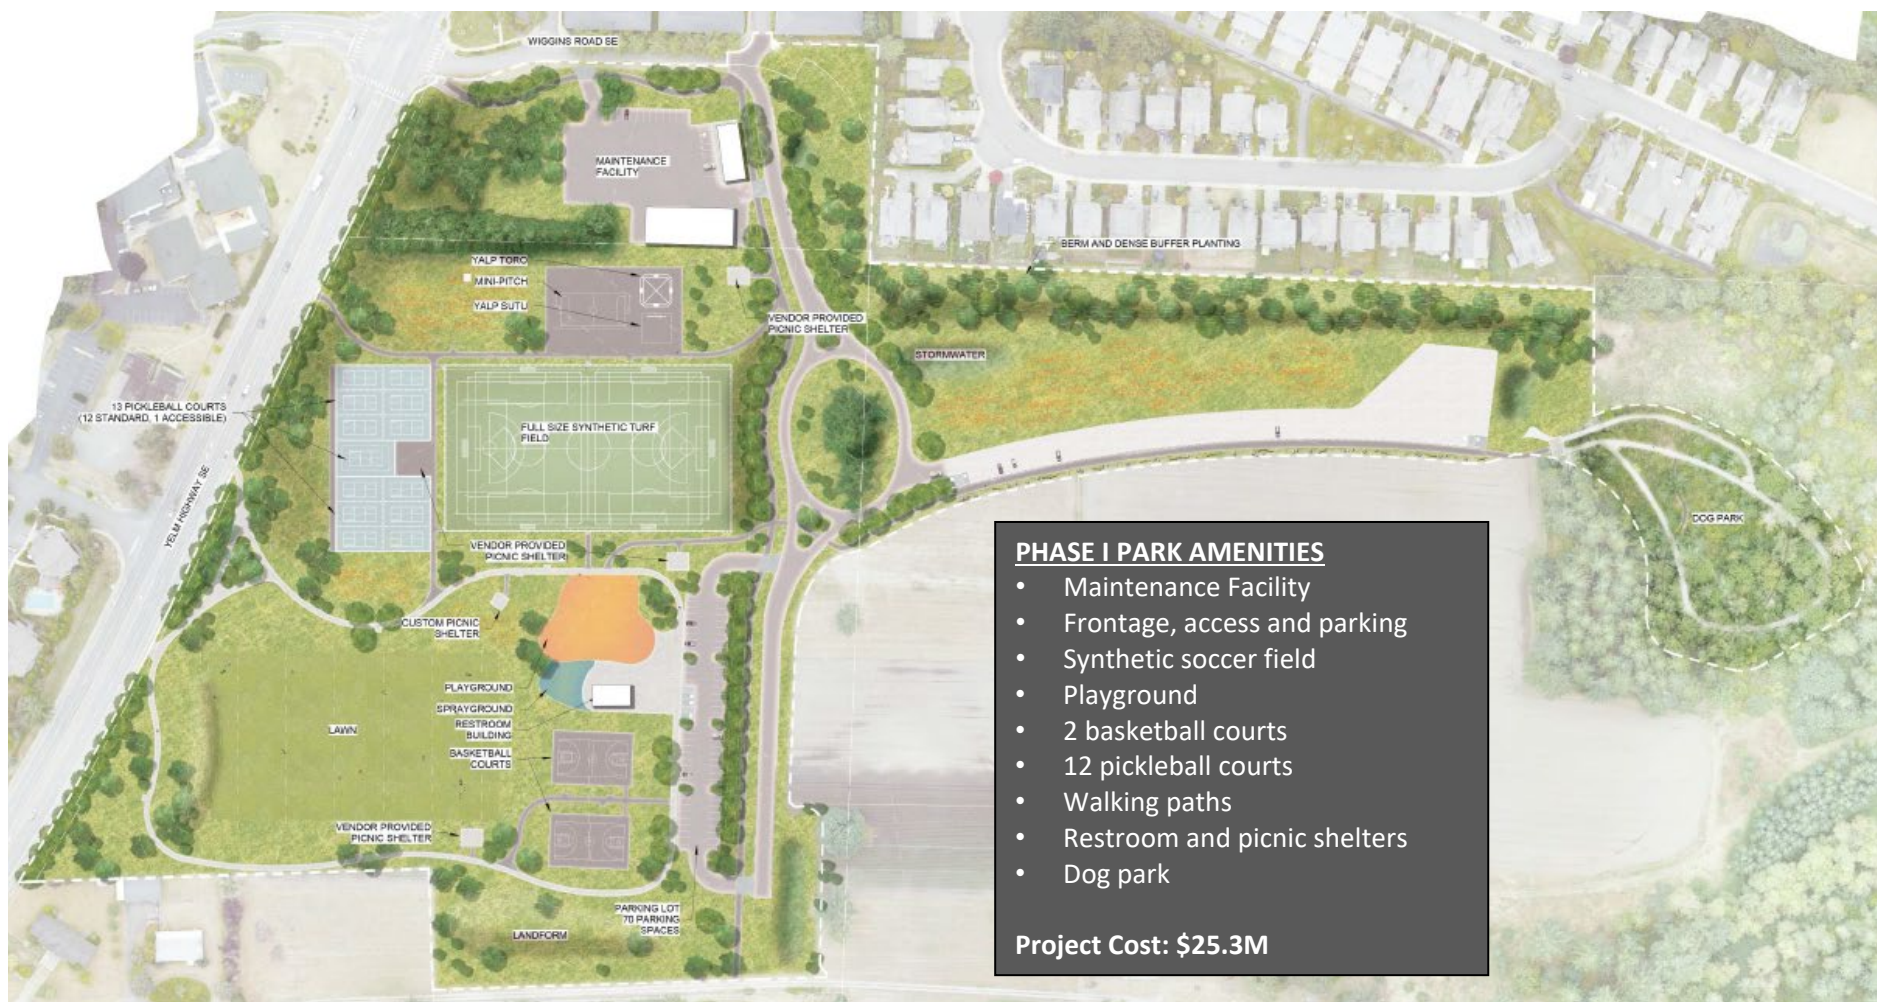 WIGGINS ROAD SE
MAINTENANCE
FACILITY
BERM AND DENSE BUFFER PLANTING
YALP TORO
MINI-PITCH
YALP SUTU
VENDOR PROVIDED
PICNIC SHELTER
STORMWATER
13 PICKLEBALL COURTS
(12 STANDARD, 1 ACCESSIBLE)
FULL SIZE SYNTHETIC TURF
FIELD
YELM HIGHWAY SE
DOG PARK
VENDOR PROVIDED
PICNIC SHELTER
CUSTOM PICNIC
SHELTER
PLAYGROUND
SPRAYGROUND
RESTROOM
BUILDING
LAWN
BASKETBALL
COURTS
VENDOR PROVIDED
PICNIC SHELTER
PARKING LOT
70 PARKING
SPACES
LANDFORM
PHASE I PARK AMENITIES
• Maintenance Facility
• Frontage, access and parking
• Synthetic soccer field
• Playground
• 2 basketball courts
• 12 pickleball courts
• Walking paths
• Restroom and picnic shelters
• Dog park
Project Cost: $25.3M